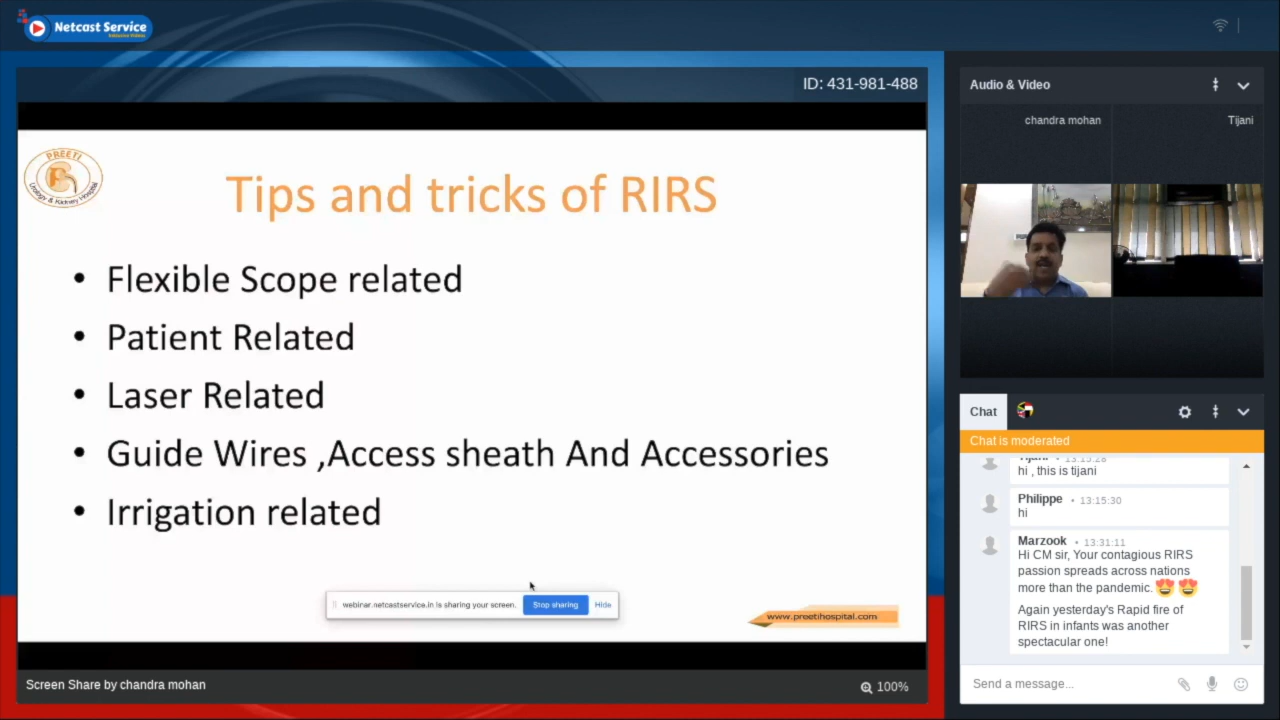 Netcast Service
ID: 431-981-488
PREETI
Urology & Kidney Hospital
Tips and tricks of RIRS
• Flexible Scope related
• Patient Related
• Laser Related
• Guide Wires ,Access sheath And Accessories
• Irrigation related
webinar.netcastservice.in is sharing your screen.
Stop sharing
Hide
www.preetihospital.com
Screen Share by chandra mohan
100%
Audio & Video
chandra mohan
Tijani
Chat
Chat is moderated
Tijani • 13:15:28
hi , this is tijani
Philippe • 13:15:30
hi
Marzook • 13:31:11
Hi CM sir, Your contagious RIRS
passion spreads across nations
more than the pandemic. 😍 😍
Again yesterday's Rapid fire of
RIRS in infants was another
spectacular one!
Send a message...